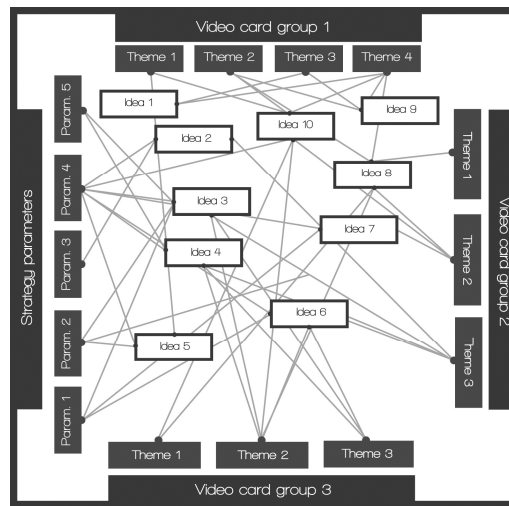 Video card group 1
Theme 1
Theme 2
Theme 3
Theme 4
Strategy parameters
Param. 5
Param. 4
Param. 3
Param. 2
Param. 1
Idea 1
Idea 9
Idea 10
Idea 2
Idea 8
Idea 3
Idea 7
Idea 4
Idea 6
Idea 5
Theme 1
Theme 2
Theme 3
Video card group 2
Theme 1
Theme 2
Theme 3
Video card group 3